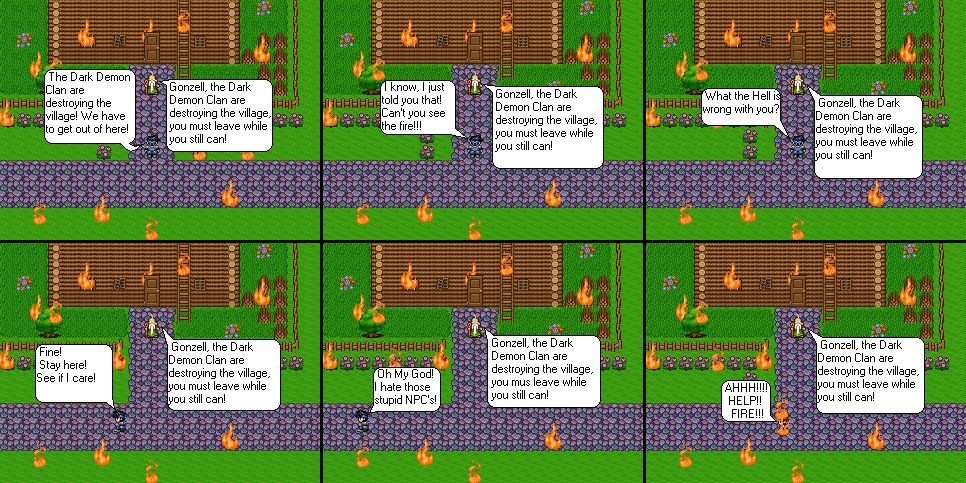 The Dark Demon
Clan are
destroying the
village! We have
to get out of here!
Gonzell, the Dark
Demon Clan are
destroying the village,
you must leave while
you still can!
I know, I just
told you that!
Can't you see
the fire!!!
Gonzell, the Dark
Demon Clan are
destroying the village,
you must leave while
you still can!
What the Hell is
wrong with you?
Gonzell, the Dark
Demon Clan are
destroying the village,
you must leave while
you still can!
Fine!
Stay here!
See if I care!
Gonzell, the Dark
Demon Clan are
destroying the village,
you must leave while
you still can!
Oh My God!
I hate those
stupid NPC's!
Gonzell, the Dark
Demon Clan are
destroying the village,
you mus leave while
you still can!
AHHH!!!!
HELP!!
FIRE!!!
Gonzell, the Dark
Demon Clan are
destroying the village,
you must leave while
you still can!